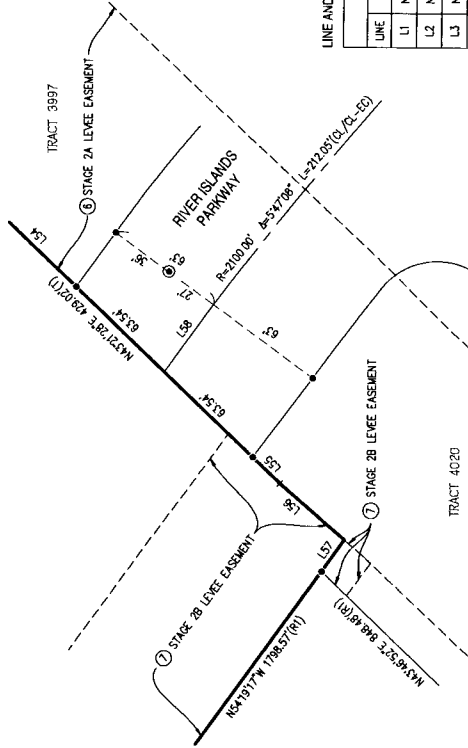 ⑥ STAGE 2A LEVEE EASEMENT
TRACT 3997
L54
N43°21'28"E 429.02'(T)
63.54'
63.54'
RIVER ISLANDS
PARKWAY
36'
63'
27'
63'
L58
R=2100.00' Δ=5°47'08" L=212.05'(CL/CL-EC)
L55
L56
L57
⑦ STAGE 2B LEVEE EASEMENT
⑦ STAGE 2B LEVEE EASEMENT
N54°19'17"W 1798.57'(R1)
N43°46'52"E 848.48'(R1)
TRACT 4020
LINE AND
LINE
L1 N
L2 N
L3 N